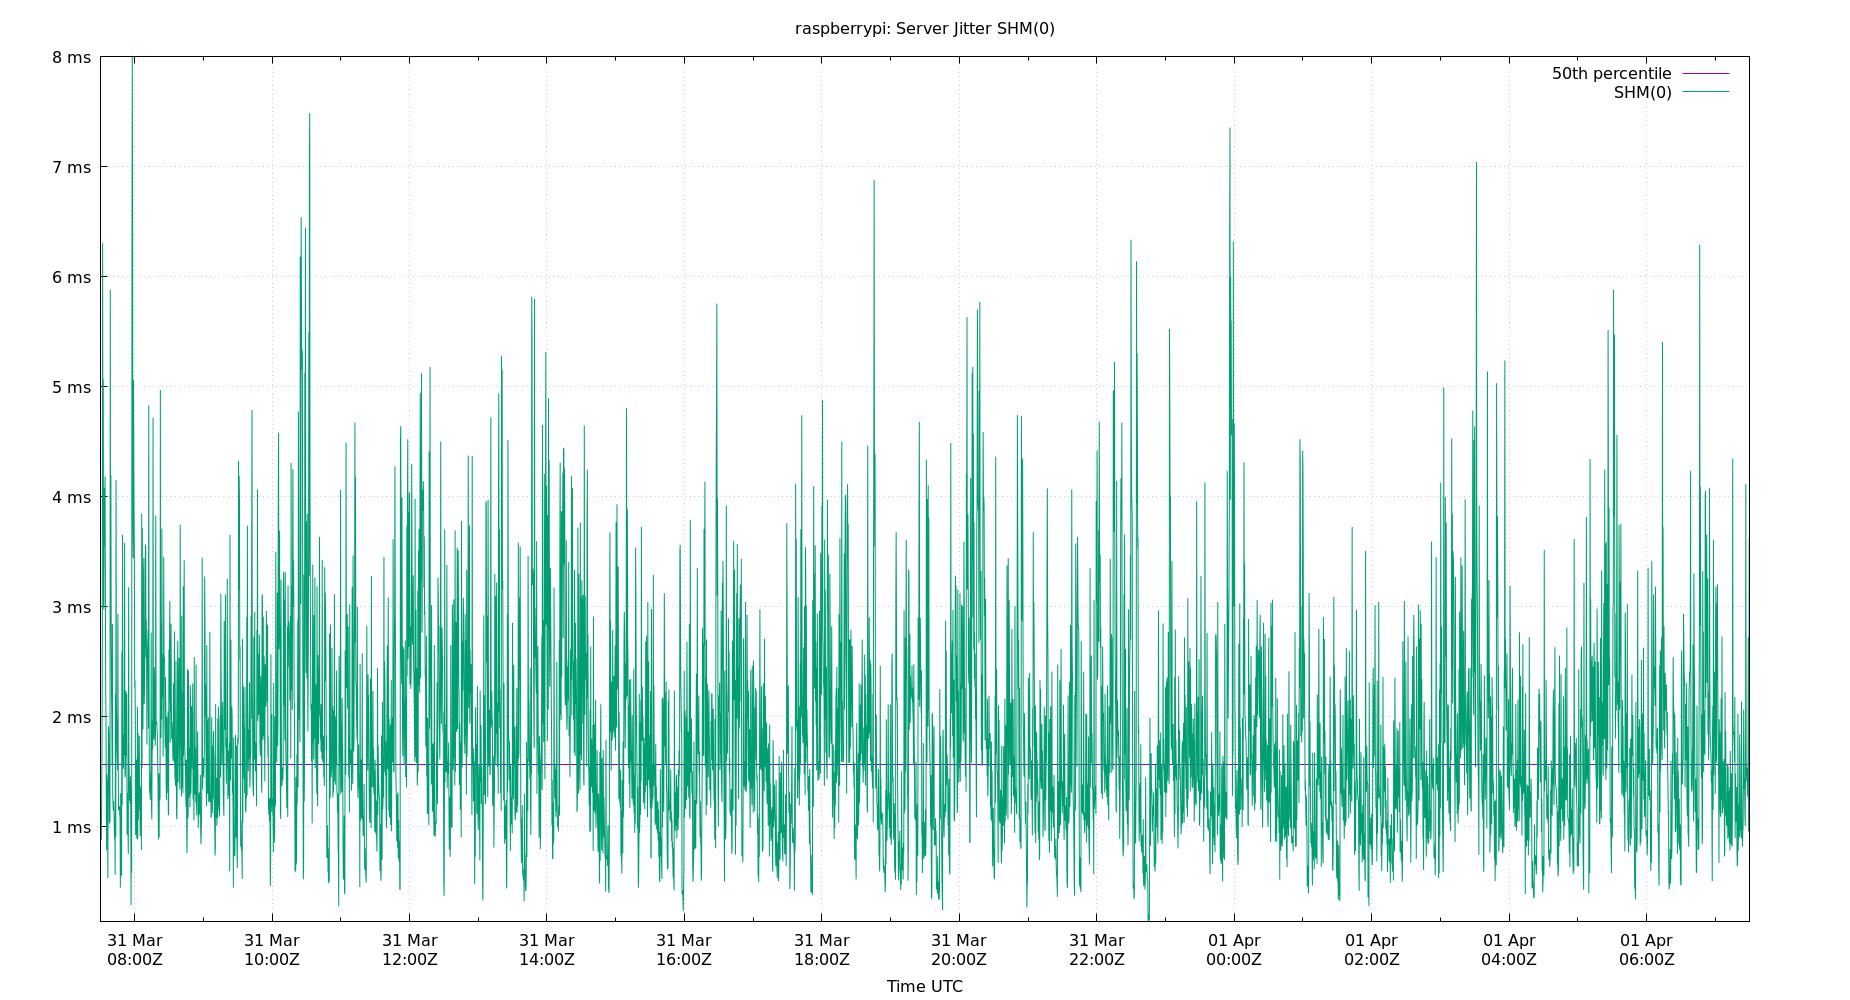 raspberrypi: Server Jitter SHM(0)
50th percentile
SHM(0)
8 ms
7 ms
6 ms
5 ms
4 ms
3 ms
2 ms
1 ms
31 Mar 31 Mar 31 Mar 31 Mar 31 Mar 31 Mar 31 Mar 31 Mar 01 Apr 01 Apr 01 Apr 01 Apr
08:00Z 10:00Z 12:00Z 14:00Z 16:00Z 18:00Z 20:00Z 22:00Z 00:00Z 02:00Z 04:00Z 06:00Z
Time UTC